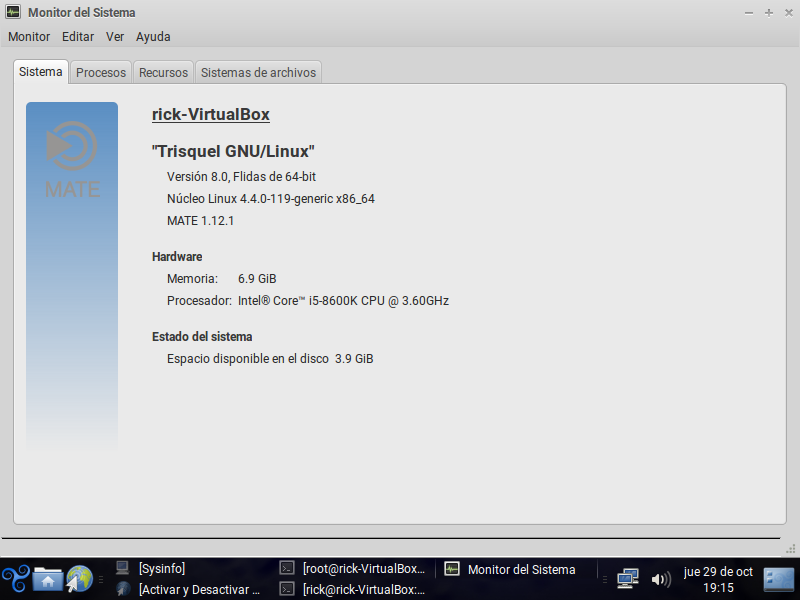 Monitor del Sistema
Monitor Editar Ver Ayuda
Sistema Procesos Recursos Sistemas de archivos
MATE
rick-VirtualBox
"Trisquel GNU/Linux"
Versión 8.0, Flidas de 64-bit
Núcleo Linux 4.4.0-119-generic x86_64
MATE 1.12.1
Hardware
Memoria: 6.9 GiB
Procesador: Intel® Core™ i5-8600K CPU @ 3.60GHz
Estado del sistema
Espacio disponible en el disco 3.9 GiB
[Sysinfo] [root@rick-VirtualBox... Monitor del Sistema jue 29 de oct
[Activar y Desactivar ... [rick@rick-VirtualBox:... 19:15